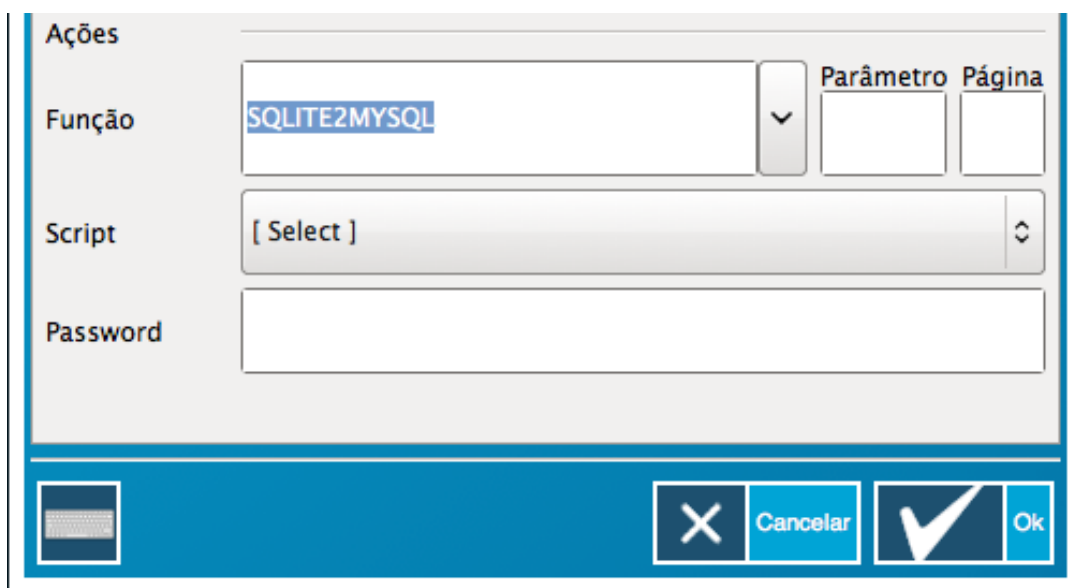 Ações
Parâmetro Página
Função SQLITE2MYSQL
Script [ Select ]
Password
Cancelar Ok